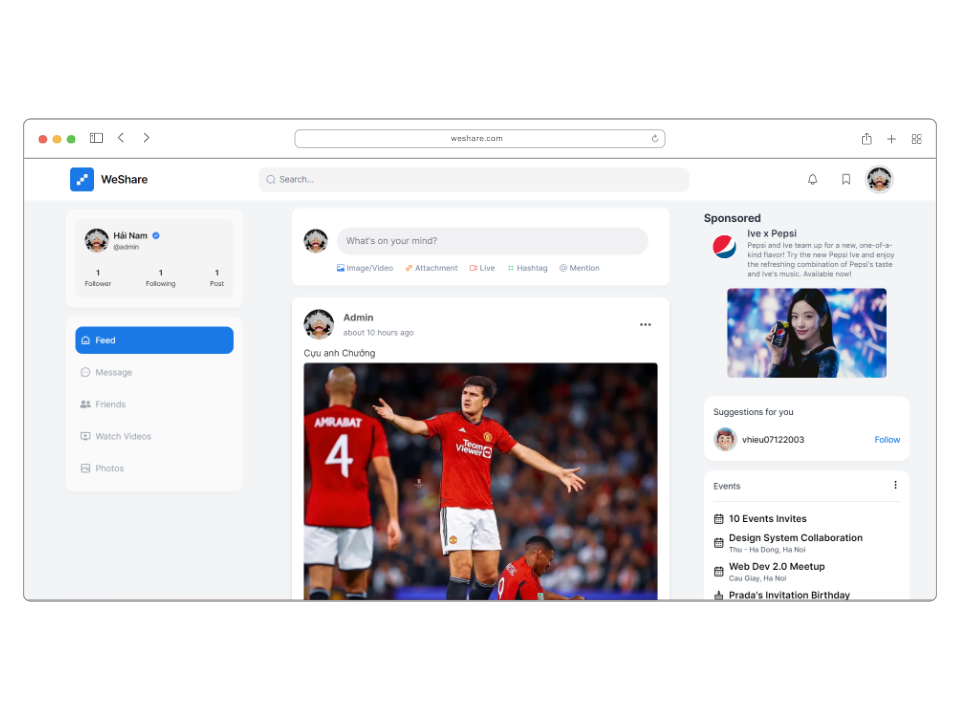 weshare.com
WeShare
Search...
Hải Nam
@admin
1 1 1
Follower Following Post
Feed
Message
Friends
Watch Videos
Photos
What's on your mind?
Image/Video Attachment Live Hashtag Mention
Admin
about 10 hours ago
Cựu anh Chưởng
AMRABAT
4
Team
Viewer
9
Sponsored
Ive x Pepsi
Pepsi and Ive team up for a new, one-of-a-
kind flavor! Try the new Pepsi Ive and enjoy
the refreshing combination of Pepsi's taste
and Ive's music. Available now!
Suggestions for you
vhieu07122003 Follow
Events
10 Events Invites
Design System Collaboration
Thu - Ha Dong, Ha Noi
Web Dev 2.0 Meetup
Cau Giay, Ha Noi
Prada's Invitation Birthday